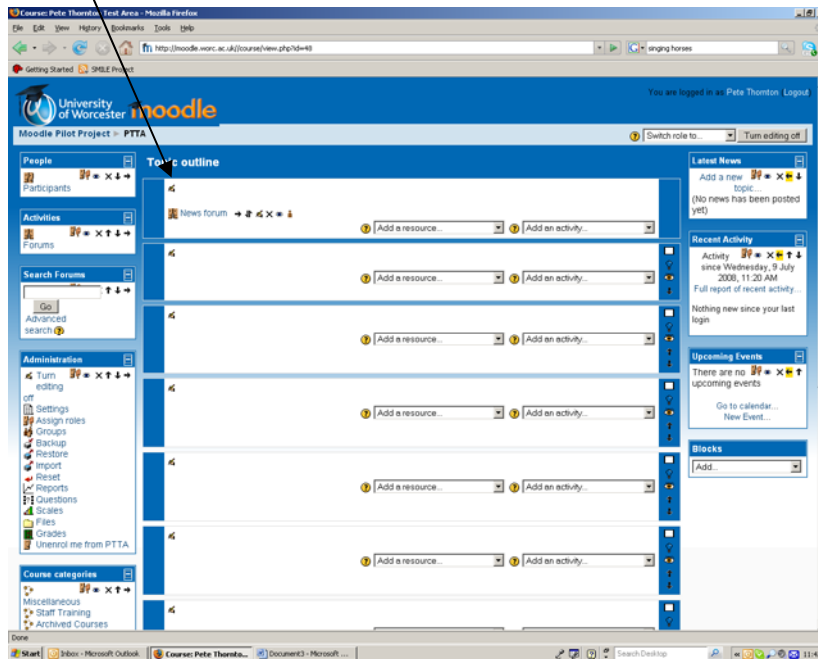 Course: Pete Thornton Test Area - Mozilla Firefox
File Edit View History Bookmarks Tools Help
http://moodle.worc.ac.uk/course/view.php?id=48
singing horses
Getting Started SMILE Project
University of Worcester moodle
You are logged in as Pete Thornton (Logout)
Moodle Pilot Project ► PTTA
Switch role to...
Turn editing off
People
Participants
Activities
Forums
Search Forums
Go
Advanced
search
Administration
Turn
editing
off
Settings
Assign roles
Groups
Backup
Restore
Import
Reset
Reports
Questions
Scales
Files
Grades
Unenrol me from PTTA
Course categories
Miscellaneous
Staff Training
Archived Courses
Topic outline
News forum
Add a resource... Add an activity...
Add a resource... Add an activity...
Add a resource... Add an activity...
Add a resource... Add an activity...
Add a resource... Add an activity...
Add a resource... Add an activity...
Latest News
Add a new
topic...
(No news has been posted
yet)
Recent Activity
Activity
since Wednesday, 9 July
2008, 11:20 AM
Full report of recent activity...
Nothing new since your last
login
Upcoming Events
There are no
upcoming events
Go to calendar...
New Event...
Blocks
Add...
Done
Start Inbox - Microsoft Outlook Course: Pete Thornto... Document3 - Microsoft ... Search Desktop 11:4